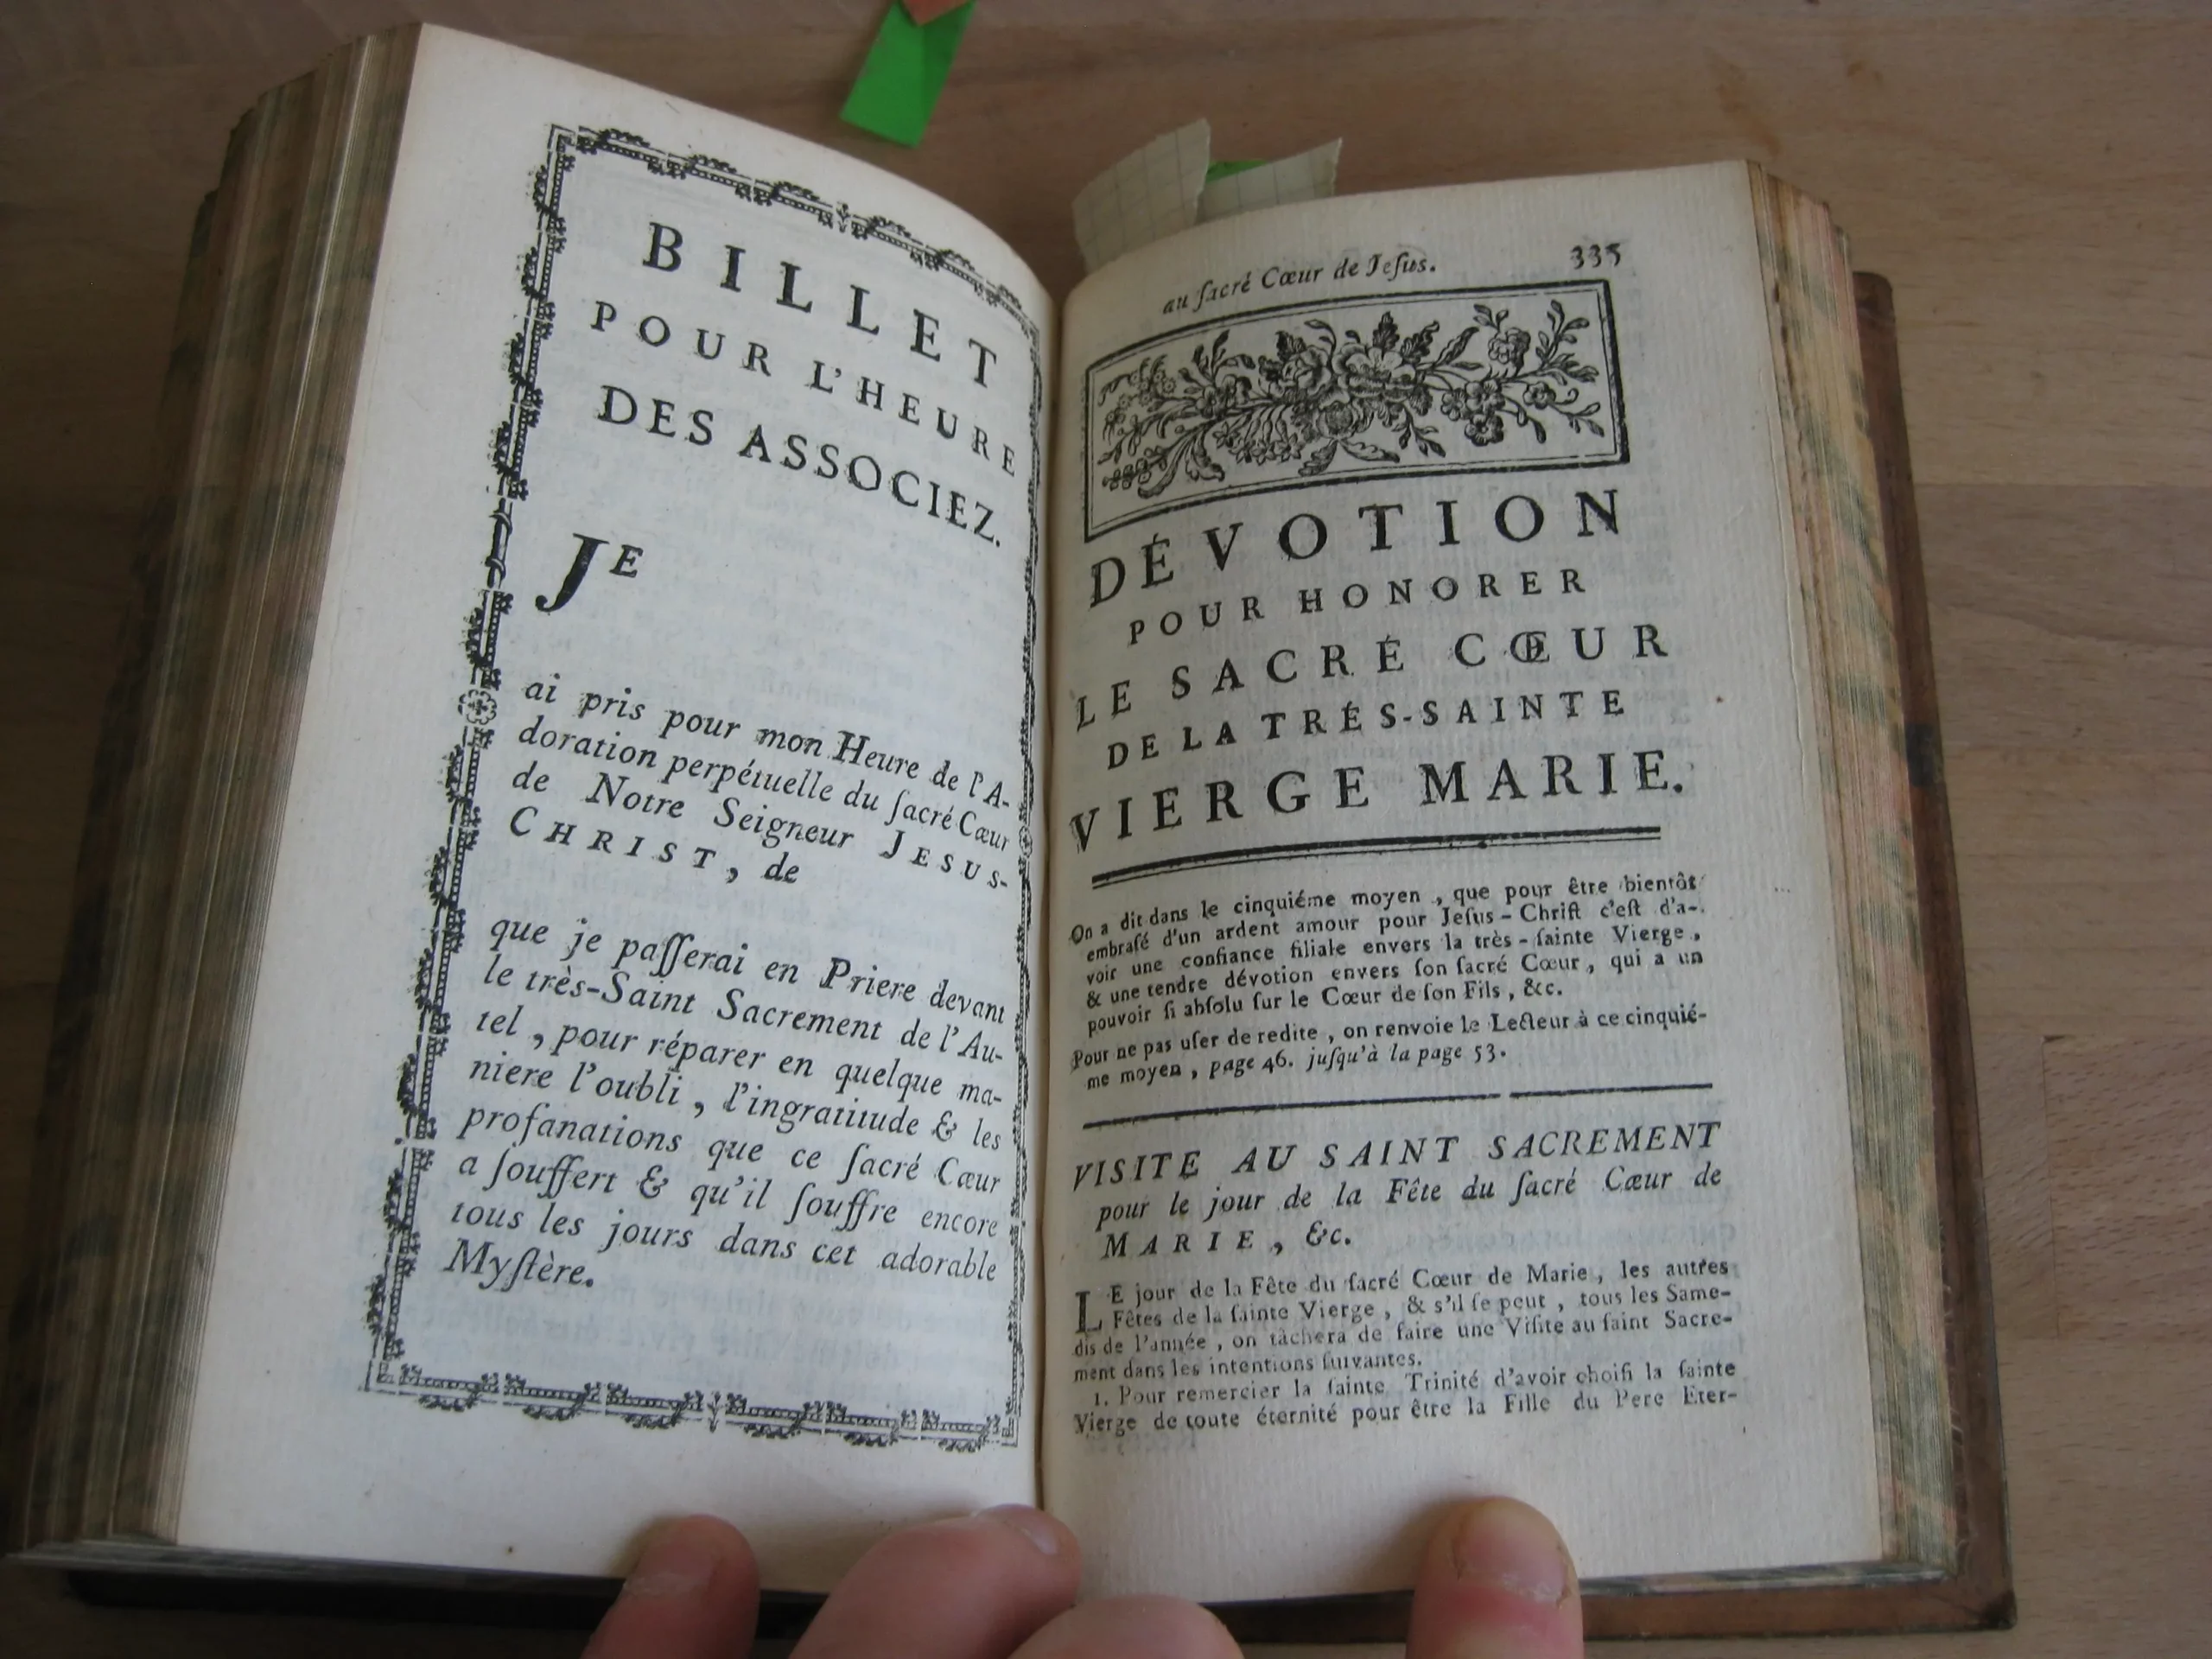 BILLET
POUR L'HEURE
DES ASSOCIEZ.
JE
ai pris pour mon Heure de l'A-
doration perpétuelle du ſacré Cœur
de Notre Seigneur JESUS-
CHRIST, de
que je paſſerai en Priere devant
le très-Saint Sacrement de l'Au-
tel, pour réparer en quelque ma-
niere l'oubli, l'ingratitude & les
profanations que ce ſacré Cœur
a ſouffert & qu'il ſouffre encore
tous les jours dans cet adorable
Myſtère.
au ſacré Cœur de Jeſus. 335
DÉVOTION
POUR HONORER
LE SACRÉ CŒUR
DE LA TRÉS-SAINTE
VIERGE MARIE.
On a dit dans le cinquiéme moyen, que pour être bientôt
embraſé d'un ardent amour pour Jeſus-Chriſt c'eſt d'a-
voir une confiance filiale envers la très-ſainte Vierge,
& une tendre dévotion envers ſon ſacré Cœur, qui a un
pouvoir ſi abſolu ſur le Cœur de ſon Fils, &c.
Pour ne pas uſer de redite, on renvoie le Lecteur à ce cinquié-
me moyen, page 46. juſqu'à la page 53.
VISITE AU SAINT SACREMENT
pour le jour de la Fête du ſacré Cœur de
MARIE, &c.
LE jour de la Fête du ſacré Cœur de Marie, les autres
Fêtes de la ſainte Vierge, & s'il ſe peut, tous les Same-
dis de l'année, on tâchera de faire une Viſite au ſaint Sacre-
ment dans les intentions ſuivantes.
1. Pour remercier la ſainte Trinité d'avoir choiſi la ſainte
Vierge de toute éternité pour être la Fille du Pere Eter-